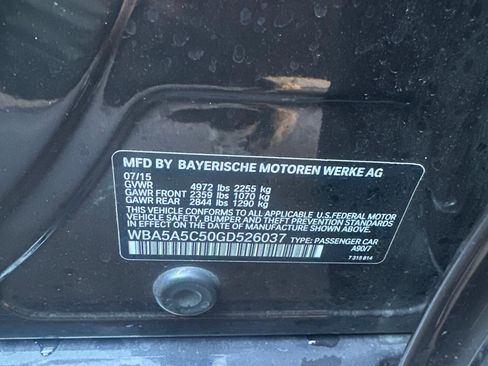 MFD BY BAYERISCHE MOTOREN WERKE AG
07/15
GVWR 4972 lbs 2255 kg
GAWR FRONT 2359 lbs 1070 kg
GAWR REAR 2844 lbs 1290 kg
THIS VEHICLE CONFORMS TO ALL APPLICABLE U.S.FEDERAL MOTOR
VEHICLE SAFETY, BUMPER, AND THEFT PREVENTION STANDARDS
IN EFFECT ON THE DATE OF MANUFACTURE SHOWN ABOVE.
WBA5A5C50GD526037 TYPE: PASSENGER CAR
A90/7
7 315 814